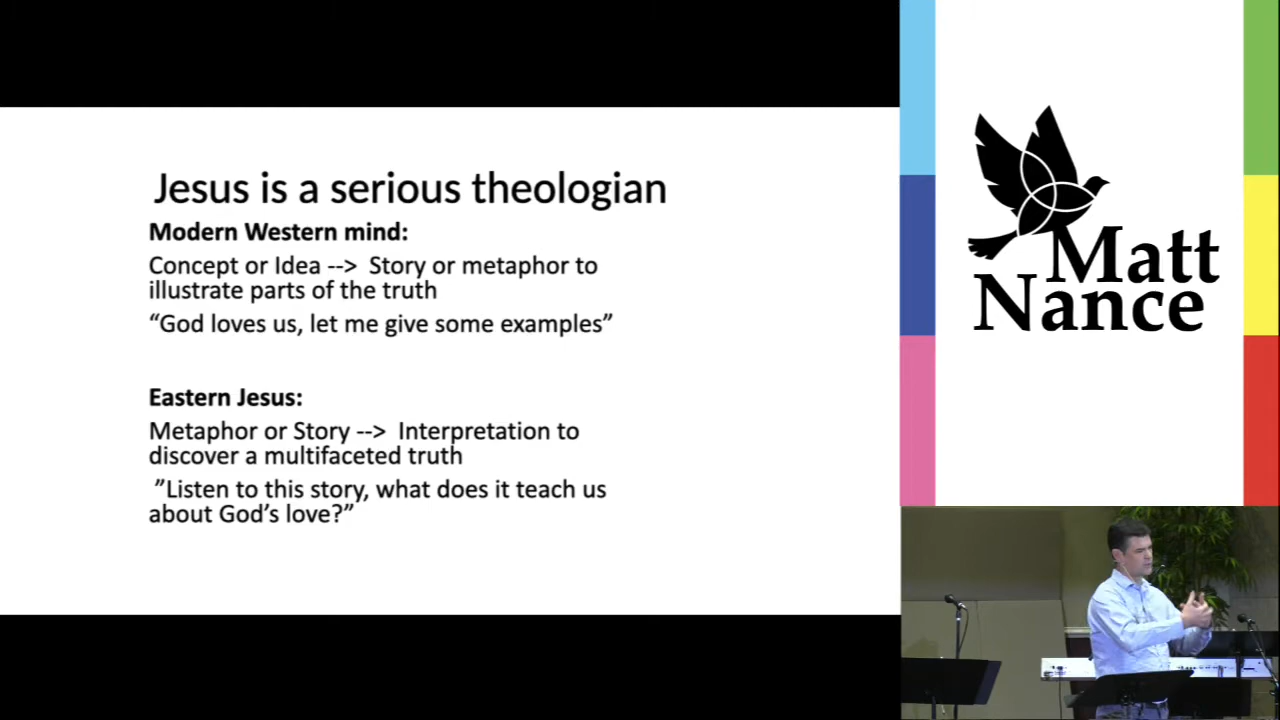 Jesus is a serious theologian
Modern Western mind:
Concept or Idea --> Story or metaphor to
illustrate parts of the truth
“God loves us, let me give some examples”
Eastern Jesus:
Metaphor or Story --> Interpretation to
discover a multifaceted truth
”Listen to this story, what does it teach us
about God’s love?”
Matt
Nance